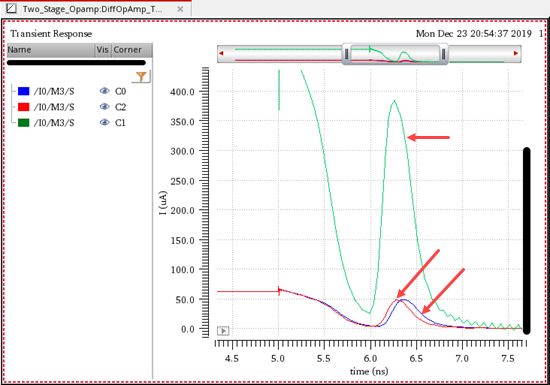 Two_Stage_Opamp:DiffOpAmp_T...
Transient Response
Mon Dec 23 20:54:37 2019 1
Name Vis Corner
/I0/M3/S C0
/I0/M3/S C2
/I0/M3/S C1
I (uA)
400.0
350.0
300.0
250.0
200.0
150.0
100.0
50.0
0.0
4.5 5.0 5.5 6.0 6.5 7.0 7.5
time (ns)